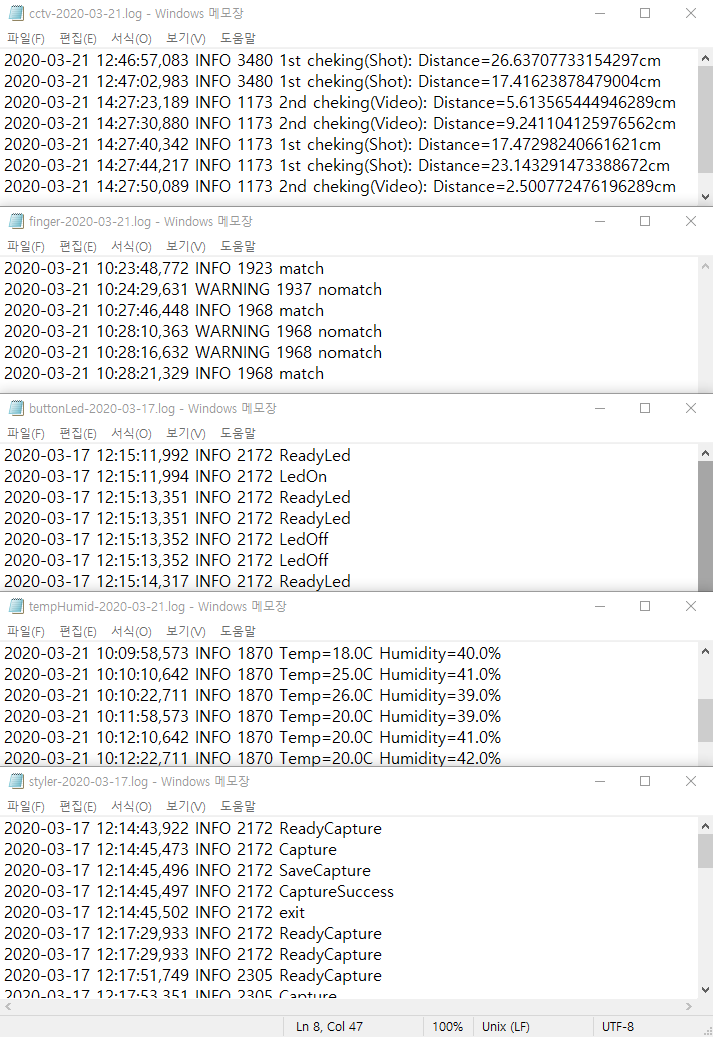 cctv-2020-03-21.log - Windows 메모장
파일(F) 편집(E) 서식(O) 보기(V) 도움말
2020-03-21 12:46:57,083 INFO 3480 1st cheking(Shot): Distance=26.63707733154297cm
2020-03-21 12:47:02,983 INFO 3480 1st cheking(Shot): Distance=17.41623878479004cm
2020-03-21 14:27:23,189 INFO 1173 2nd cheking(Video): Distance=5.613565444946289cm
2020-03-21 14:27:30,880 INFO 1173 2nd cheking(Video): Distance=9.241104125976562cm
2020-03-21 14:27:40,342 INFO 1173 1st cheking(Shot): Distance=17.47298240661621cm
2020-03-21 14:27:44,217 INFO 1173 1st cheking(Shot): Distance=23.143291473388672cm
2020-03-21 14:27:50,089 INFO 1173 2nd cheking(Video): Distance=2.500772476196289cm
finger-2020-03-21.log - Windows 메모장
파일(F) 편집(E) 서식(O) 보기(V) 도움말
2020-03-21 10:23:48,772 INFO 1923 match
2020-03-21 10:24:29,631 WARNING 1937 nomatch
2020-03-21 10:27:46,448 INFO 1968 match
2020-03-21 10:28:10,363 WARNING 1968 nomatch
2020-03-21 10:28:16,632 WARNING 1968 nomatch
2020-03-21 10:28:21,329 INFO 1968 match
buttonLed-2020-03-17.log - Windows 메모장
파일(F) 편집(E) 서식(O) 보기(V) 도움말
2020-03-17 12:15:11,992 INFO 2172 ReadyLed
2020-03-17 12:15:11,994 INFO 2172 LedOn
2020-03-17 12:15:13,351 INFO 2172 ReadyLed
2020-03-17 12:15:13,351 INFO 2172 ReadyLed
2020-03-17 12:15:13,352 INFO 2172 LedOff
2020-03-17 12:15:13,352 INFO 2172 LedOff
2020-03-17 12:15:14,317 INFO 2172 ReadyLed
tempHumid-2020-03-21.log - Windows 메모장
파일(F) 편집(E) 서식(O) 보기(V) 도움말
2020-03-21 10:09:58,573 INFO 1870 Temp=18.0C Humidity=40.0%
2020-03-21 10:10:10,642 INFO 1870 Temp=25.0C Humidity=41.0%
2020-03-21 10:10:22,711 INFO 1870 Temp=26.0C Humidity=39.0%
2020-03-21 10:11:58,573 INFO 1870 Temp=20.0C Humidity=39.0%
2020-03-21 10:12:10,642 INFO 1870 Temp=20.0C Humidity=41.0%
2020-03-21 10:12:22,711 INFO 1870 Temp=20.0C Humidity=42.0%
styler-2020-03-17.log - Windows 메모장
파일(F) 편집(E) 서식(O) 보기(V) 도움말
2020-03-17 12:14:43,922 INFO 2172 ReadyCapture
2020-03-17 12:14:45,473 INFO 2172 Capture
2020-03-17 12:14:45,496 INFO 2172 SaveCapture
2020-03-17 12:14:45,497 INFO 2172 CaptureSuccess
2020-03-17 12:14:45,502 INFO 2172 exit
2020-03-17 12:17:29,933 INFO 2172 ReadyCapture
2020-03-17 12:17:29,933 INFO 2172 ReadyCapture
2020-03-17 12:17:51,749 INFO 2305 ReadyCapture
2020-03-17 12:17:53,351 INFO 2305 Capture
Ln 8, Col 47 100% Unix (LF) UTF-8